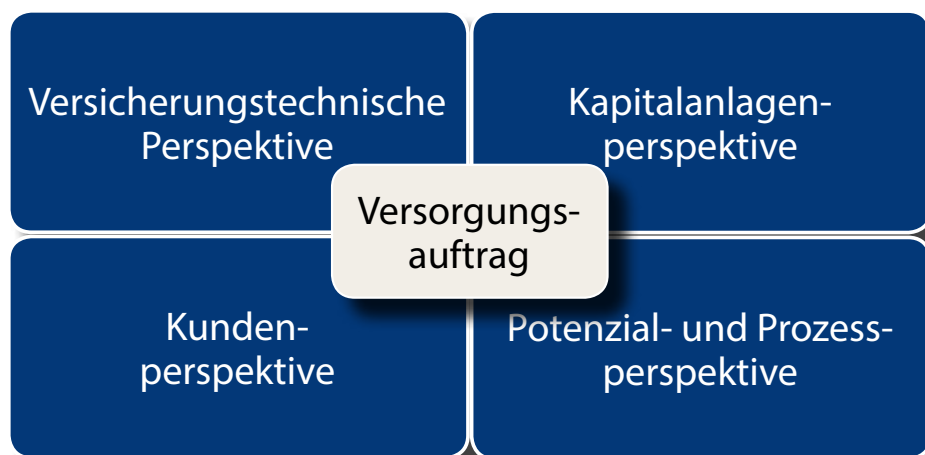 Versicherungstechnische
Perspektive
Kapitalanlagen-
perspektive
Versorgungs-
auftrag
Kunden-
perspektive
Potenzial- und Prozess-
perspektive